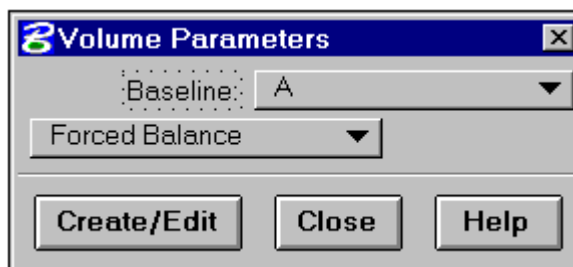 Volume Parameters
Baseline: A
Forced Balance
Create/Edit Close Help